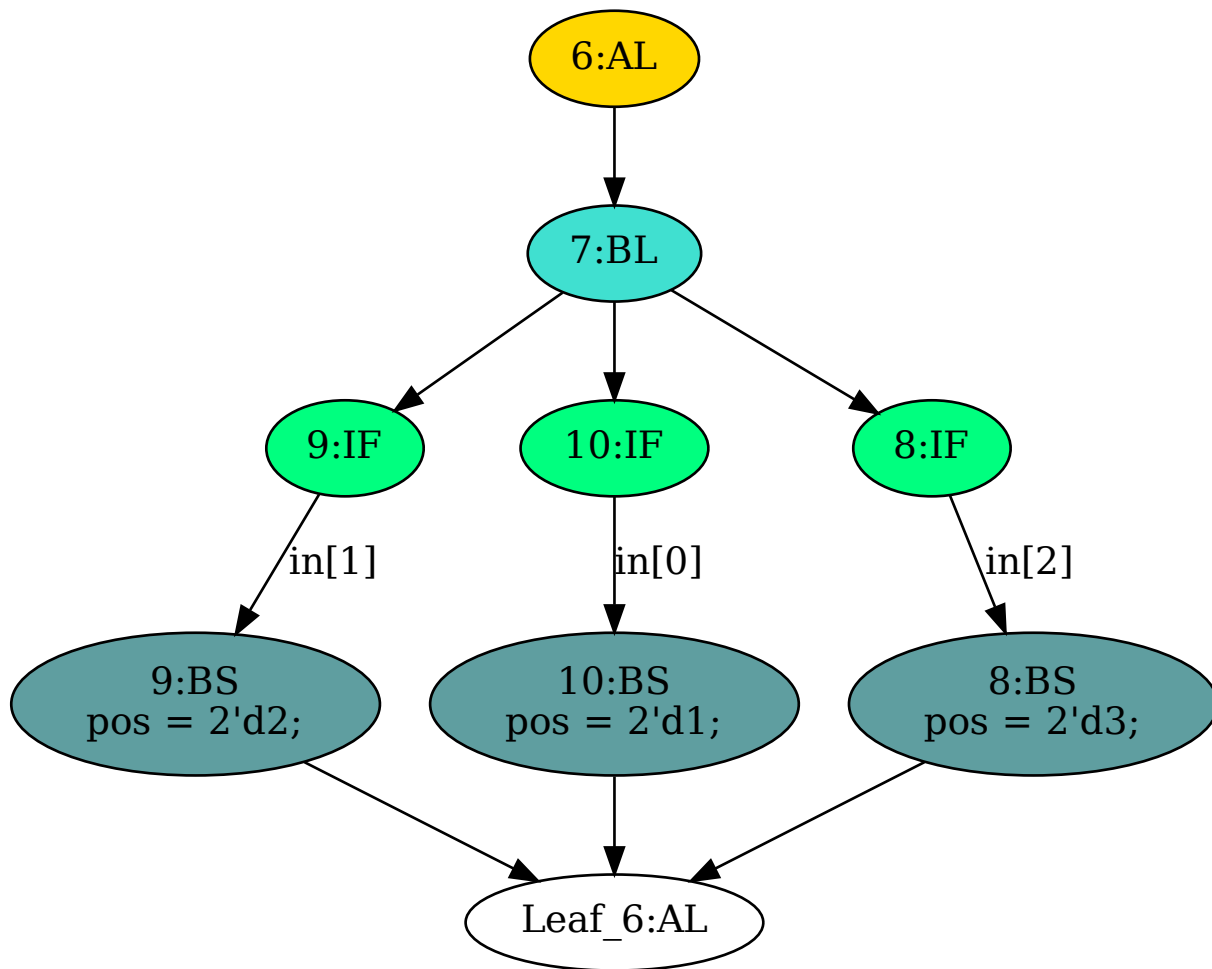 6:AL
7:BL
9:IF
10:IF
8:IF
in[1]
in[0]
in[2]
9:BS
pos = 2'd2;
10:BS
pos = 2'd1;
8:BS
pos = 2'd3;
Leaf_6:AL